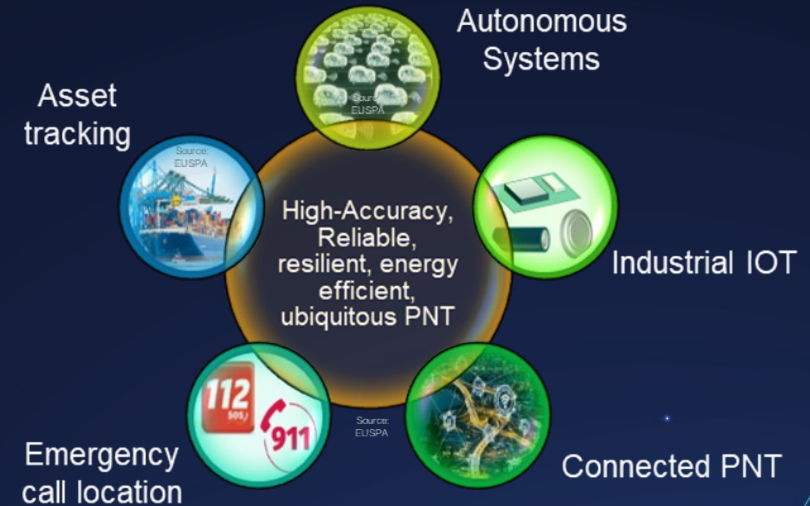 Autonomous
Systems
Asset
tracking
Source:
EUSPA
Source:
EUSPA
High-Accuracy,
Reliable,
resilient, energy
efficient,
ubiquitous PNT
Industrial IOT
112
SOS
911
Source:
EUSPA
Emergency
call location
Connected PNT